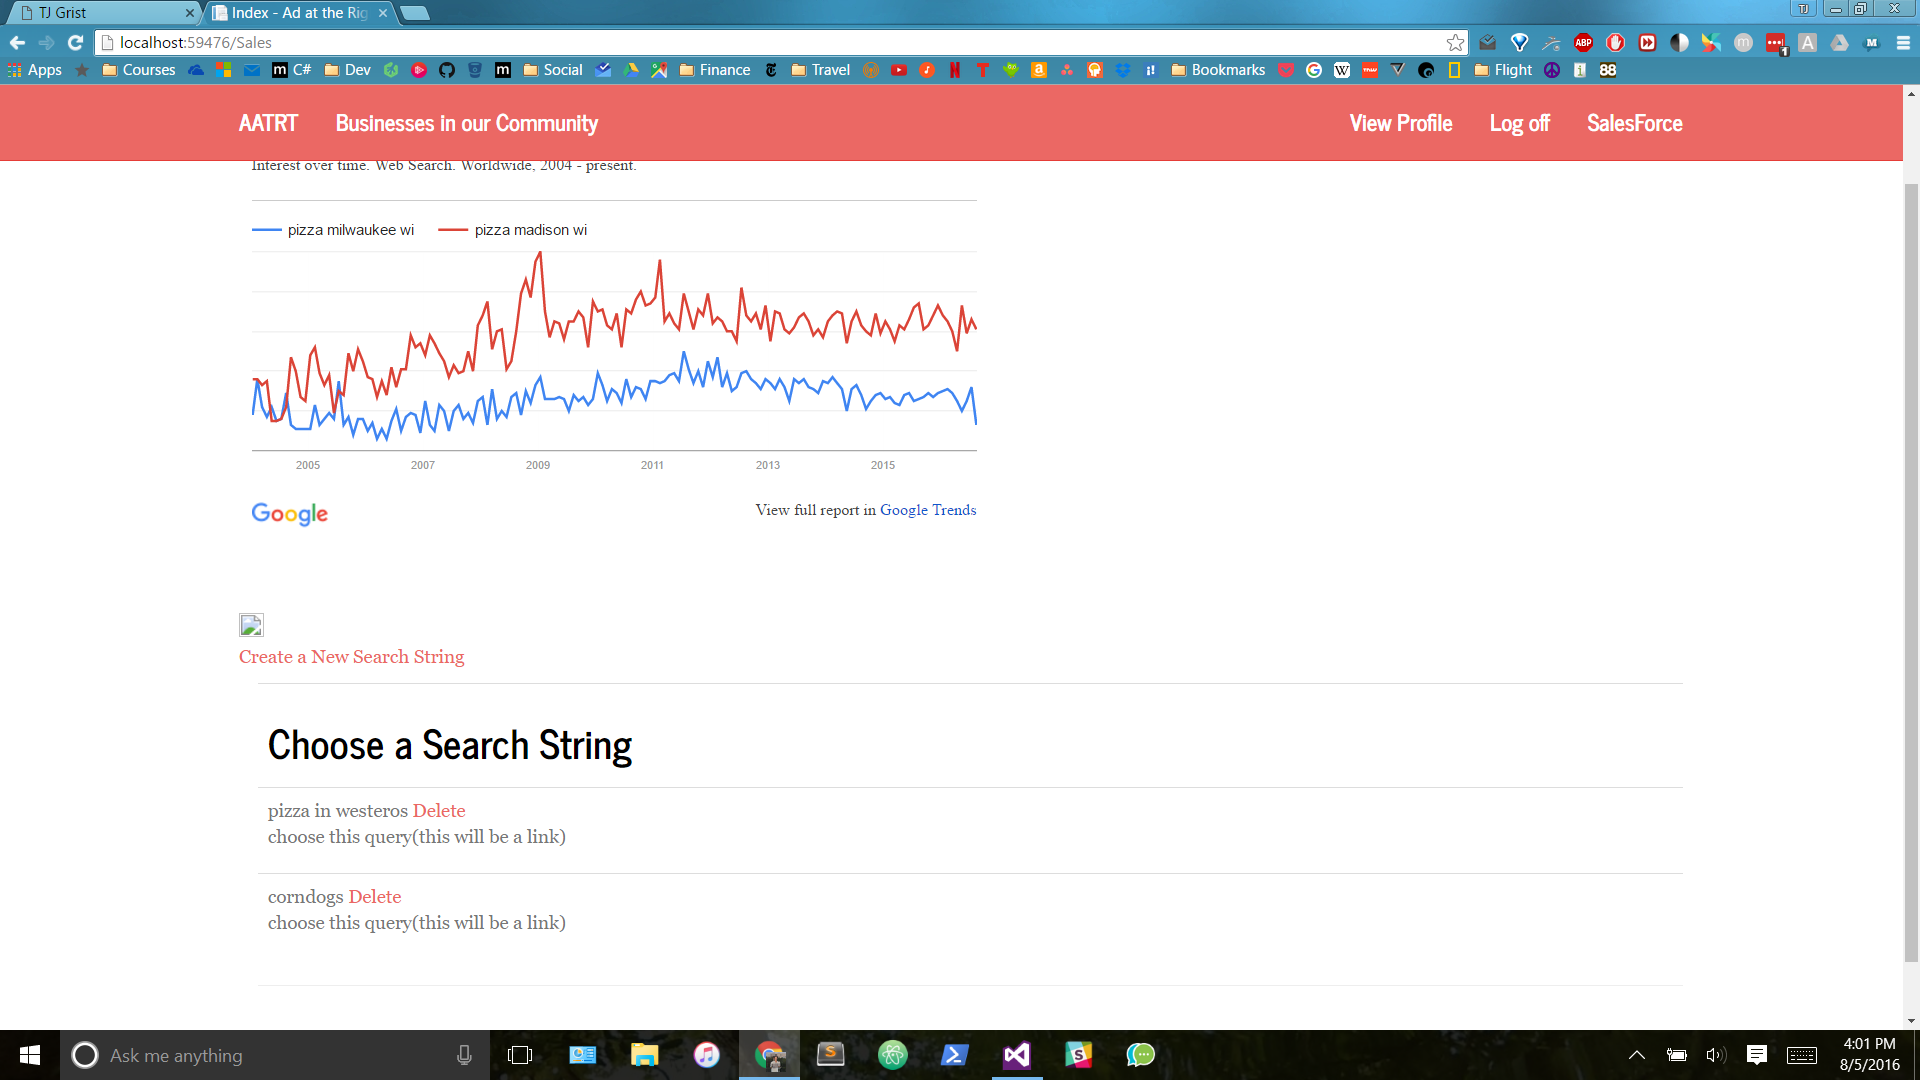 TJ Grist
Index - Ad at the Rig
TJ
localhost:59476/Sales
ABP
1
Apps
Courses
C#
Dev
Social
Finance
Travel
Bookmarks
Flight
88
AATRT
Businesses in our Community
View Profile
Log off
SalesForce
Interest over time. Web Search. Worldwide, 2004 - present.
pizza milwaukee wi
pizza madison wi
2005
2007
2009
2011
2013
2015
Google
View full report in Google Trends
Create a New Search String
Choose a Search String
pizza in westeros Delete
choose this query(this will be a link)
corndogs Delete
choose this query(this will be a link)
Ask me anything
4:01 PM
8/5/2016